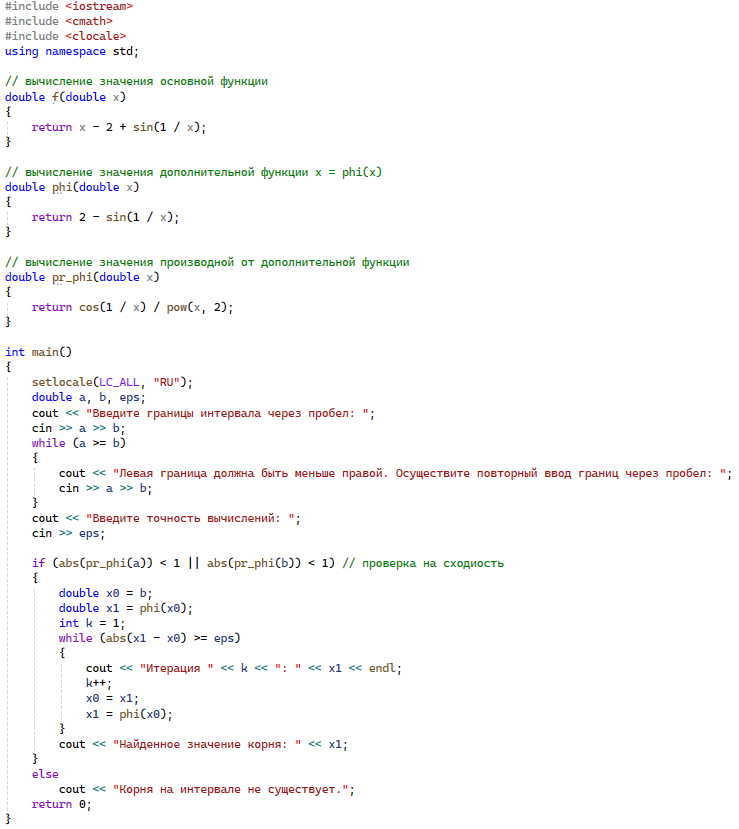 #include <iostream>
#include <cmath>
#include <clocale>
using namespace std;

// вычисление значения основной функции
double f(double x)
{
    return x - 2 + sin(1 / x);
}

// вычисление значения дополнительной функции x = phi(x)
double phi(double x)
{
    return 2 - sin(1 / x);
}

// вычисление значения производной от дополнительной функции
double pr_phi(double x)
{
    return cos(1 / x) / pow(x, 2);
}

int main()
{
    setlocale(LC_ALL, "RU");
    double a, b, eps;
    cout << "Введите границы интервала через пробел: ";
    cin >> a >> b;
    while (a >= b)
    {
        cout << "Левая граница должна быть меньше правой. Осуществите повторный ввод границ через пробел: ";
        cin >> a >> b;
    }
    cout << "Введите точность вычислений: ";
    cin >> eps;

    if (abs(pr_phi(a)) < 1 || abs(pr_phi(b)) < 1) // проверка на сходиость
    {
        double x0 = b;
        double x1 = phi(x0);
        int k = 1;
        while (abs(x1 - x0) >= eps)
        {
            cout << "Итерация " << k << ": " << x1 << endl;
            k++;
            x0 = x1;
            x1 = phi(x0);
        }
        cout << "Найденное значение корня: " << x1;
    }
    else
        cout << "Корня на интервале не существует.";
    return 0;
}